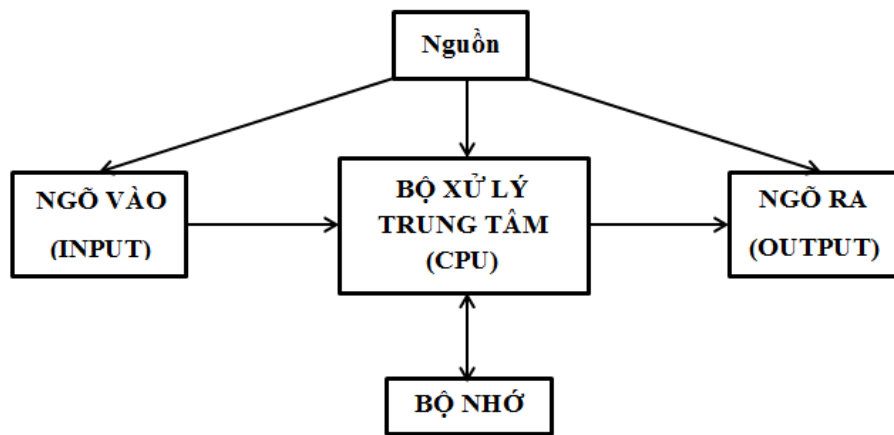 Nguồn
NGÕ VÀO
(INPUT)
BỘ XỬ LÝ
TRUNG TÂM
(CPU)
NGÕ RA
(OUTPUT)
BỘ NHỚ